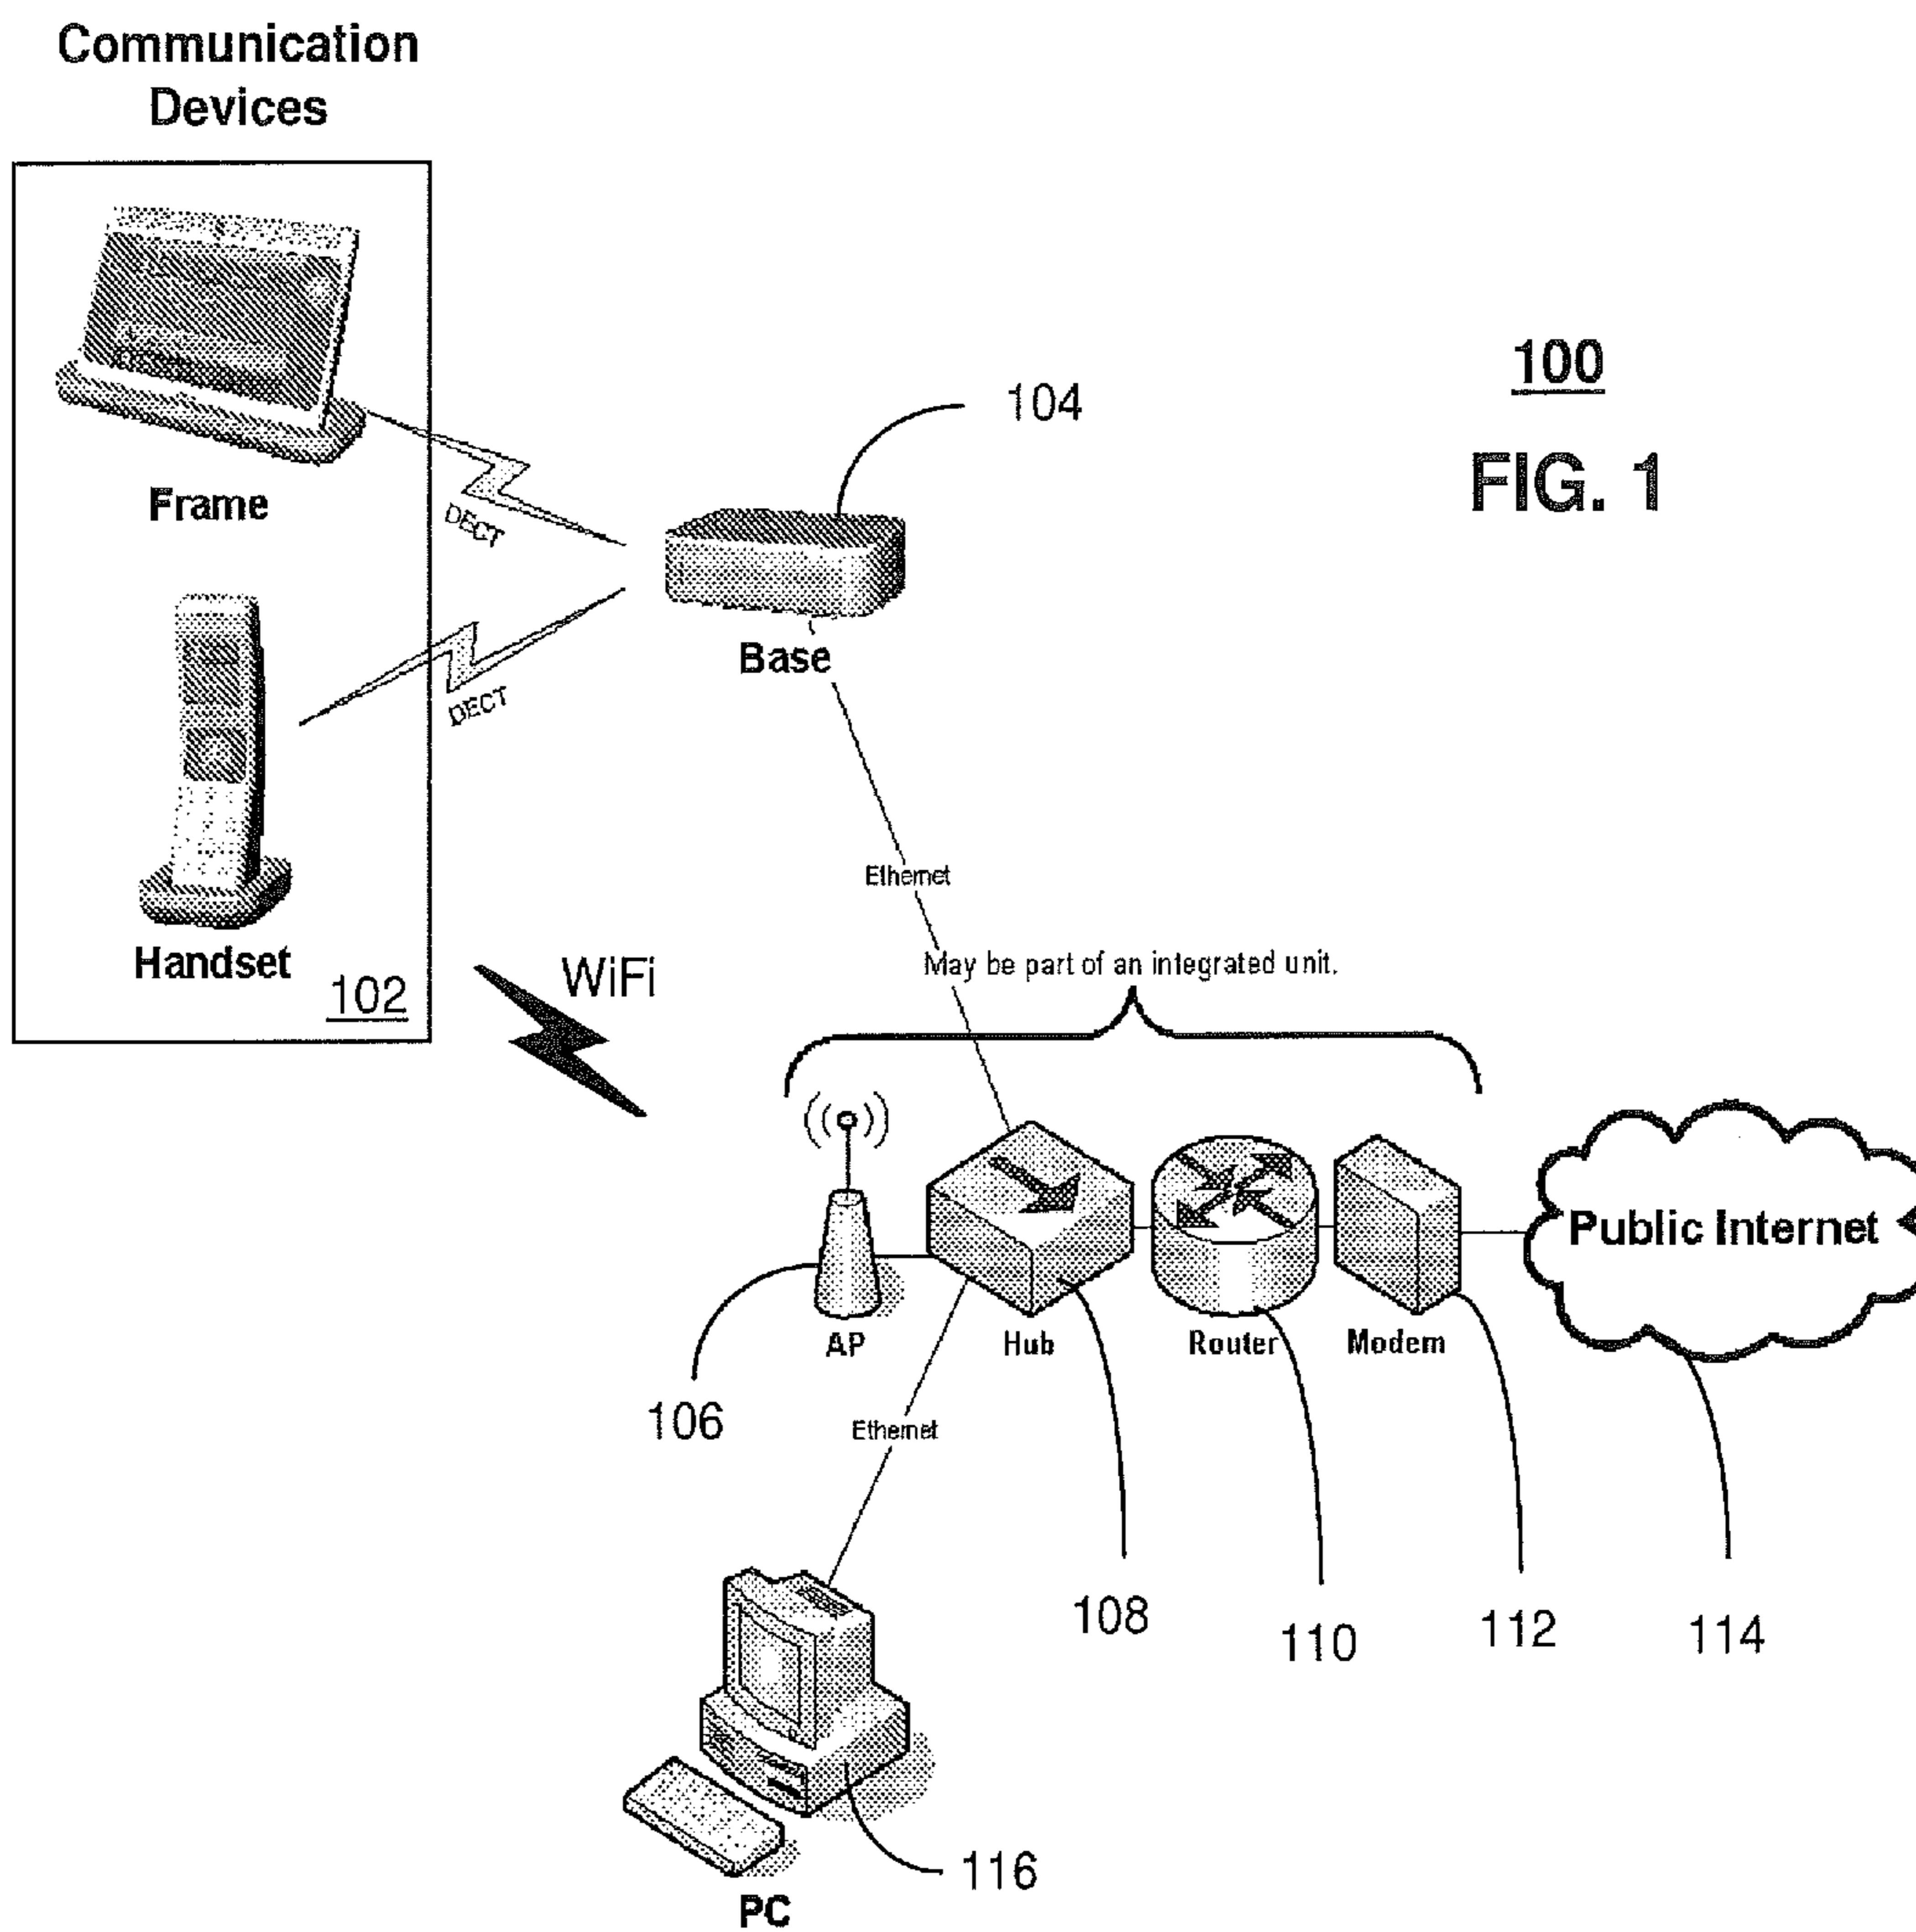 Communication
Devices
Frame
DECT
DECT
Handset
102
104
Base
100
FIG. 1
WiFi
Ethernet
May be part of an integrated unit.
Public Internet
AP
Hub
Router
Modem
106
Ethernet
108
110
112
114
116
PC